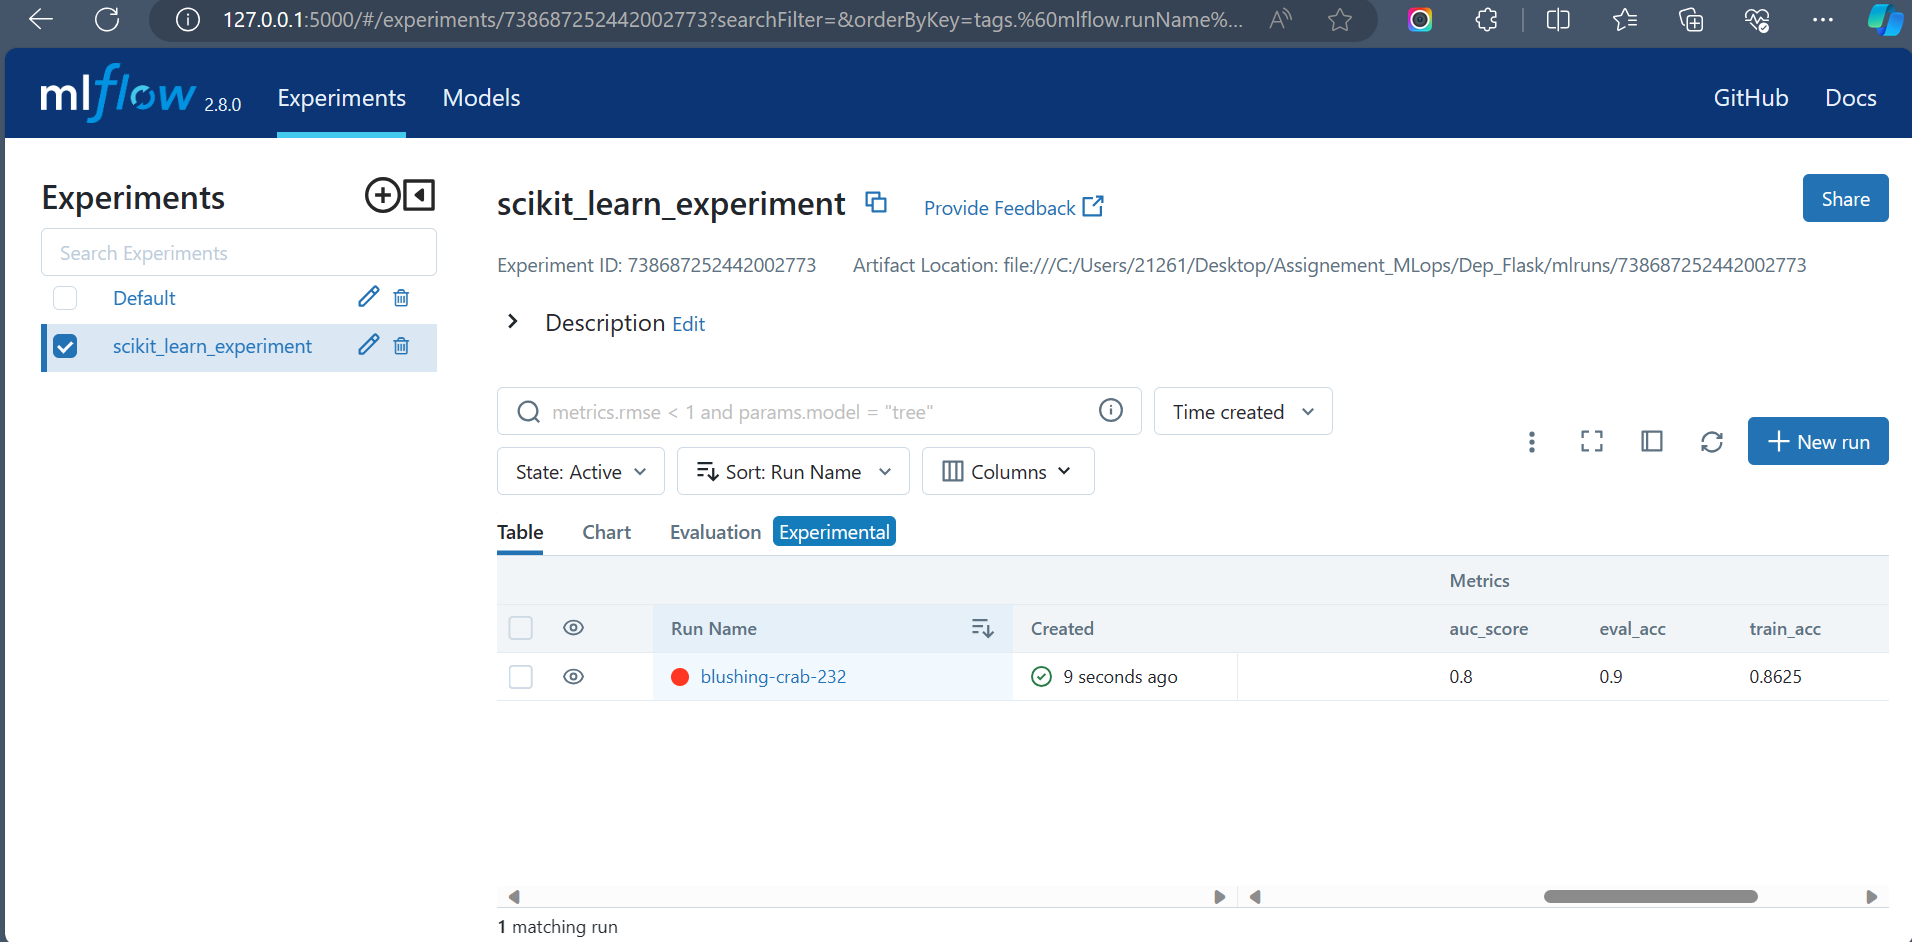 127.0.0.1:5000/#/experiments/738687252442002773?searchFilter=&orderByKey=tags.%60mlflow.runName%...
mlflow 2.8.0 Experiments Models GitHub Docs
Experiments
Search Experiments
Default
scikit_learn_experiment
scikit_learn_experiment Provide Feedback Share
Experiment ID: 738687252442002773 Artifact Location: file:///C:/Users/21261/Desktop/Assignement_MLops/Dep_Flask/mlruns/738687252442002773
Description Edit
metrics.rmse < 1 and params.model = "tree" Time created
New run
State: Active Sort: Run Name Columns
Table Chart Evaluation Experimental
Metrics
Run Name Created auc_score eval_acc train_acc
blushing-crab-232 9 seconds ago 0.8 0.9 0.8625
1 matching run